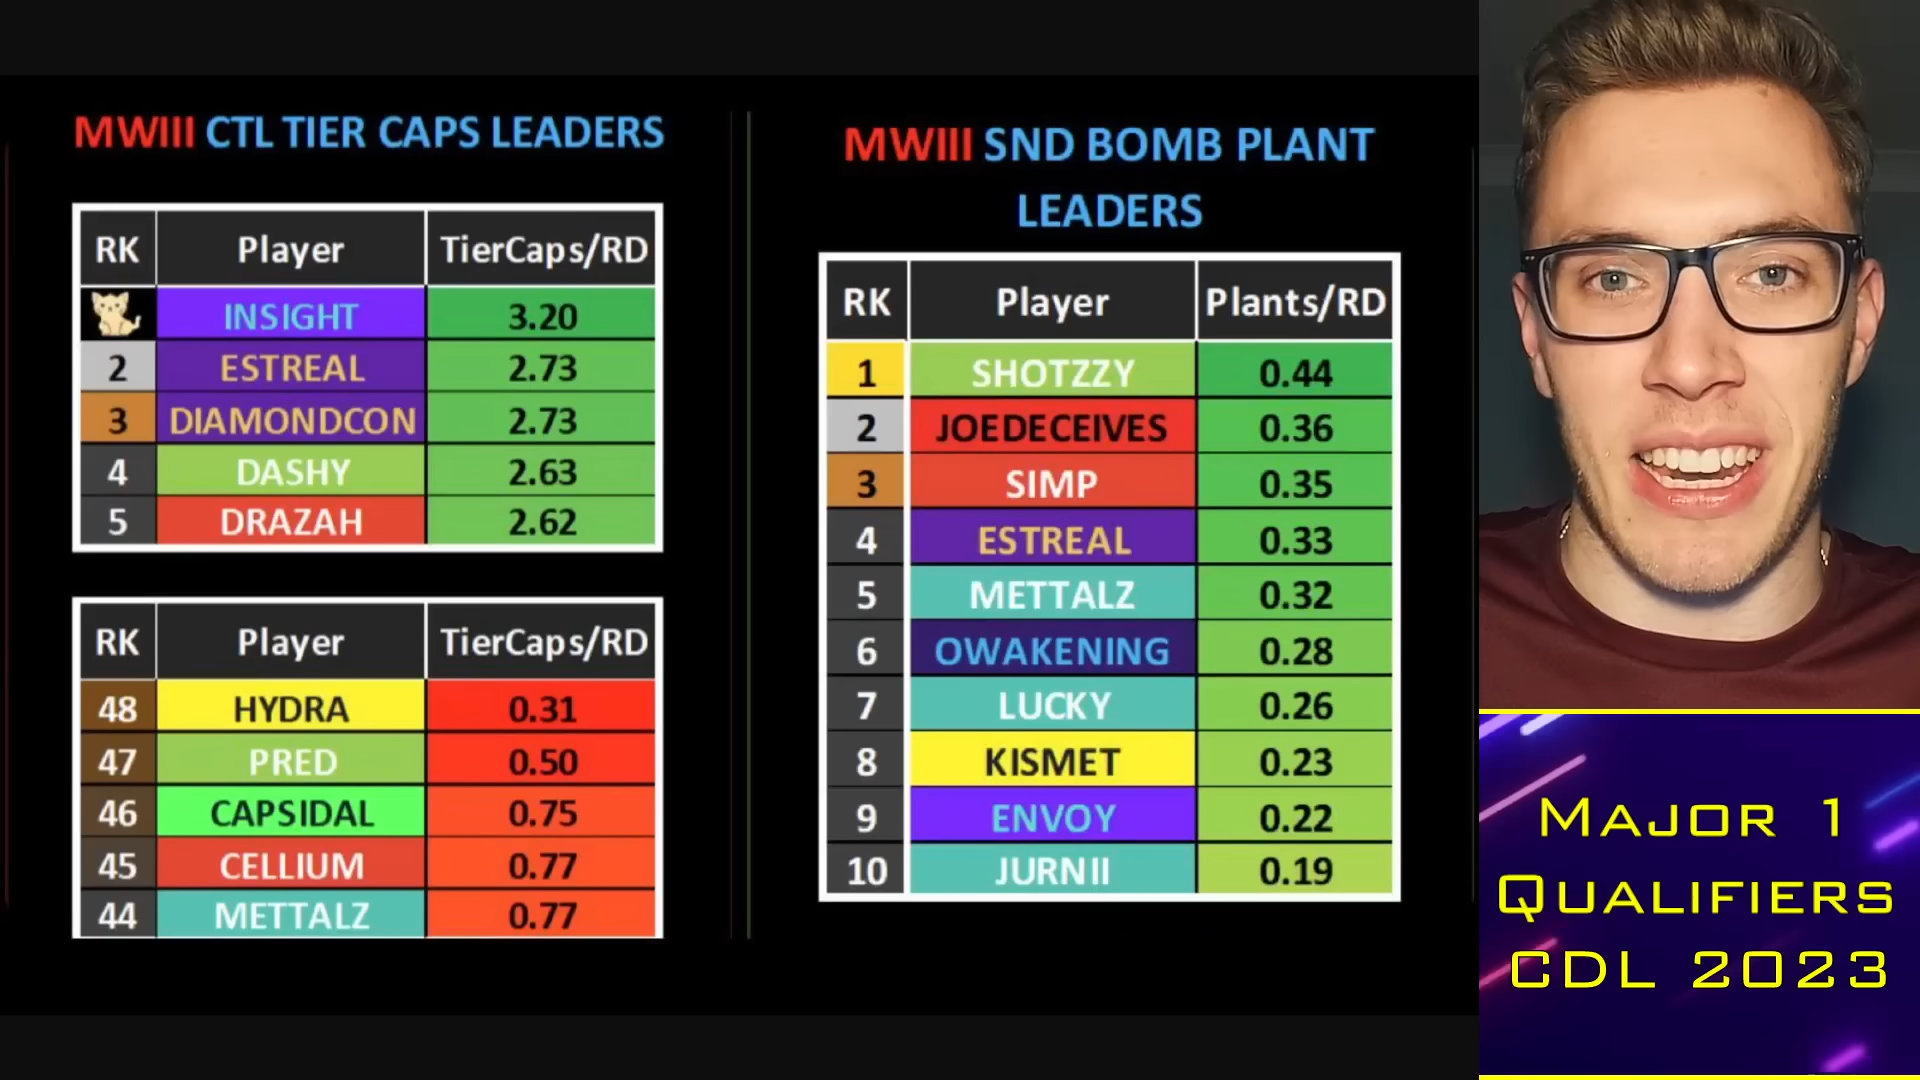 MWIII CTL TIER CAPS LEADERS
RK Player TierCaps/RD
INSIGHT 3.20
2 ESTREAL 2.73
3 DIAMONDCON 2.73
4 DASHY 2.63
5 DRAZAH 2.62
RK Player TierCaps/RD
48 HYDRA 0.31
47 PRED 0.50
46 CAPSIDAL 0.75
45 CELLIUM 0.77
44 METTALZ 0.77
MWIII SND BOMB PLANT
LEADERS
RK Player Plants/RD
1 SHOTZZY 0.44
2 JOEDECEIVES 0.36
3 SIMP 0.35
4 ESTREAL 0.33
5 METTALZ 0.32
6 OWAKENING 0.28
7 LUCKY 0.26
8 KISMET 0.23
9 ENVOY 0.22
10 JURNII 0.19
MAJOR 1
QUALIFIERS
CDL 2023